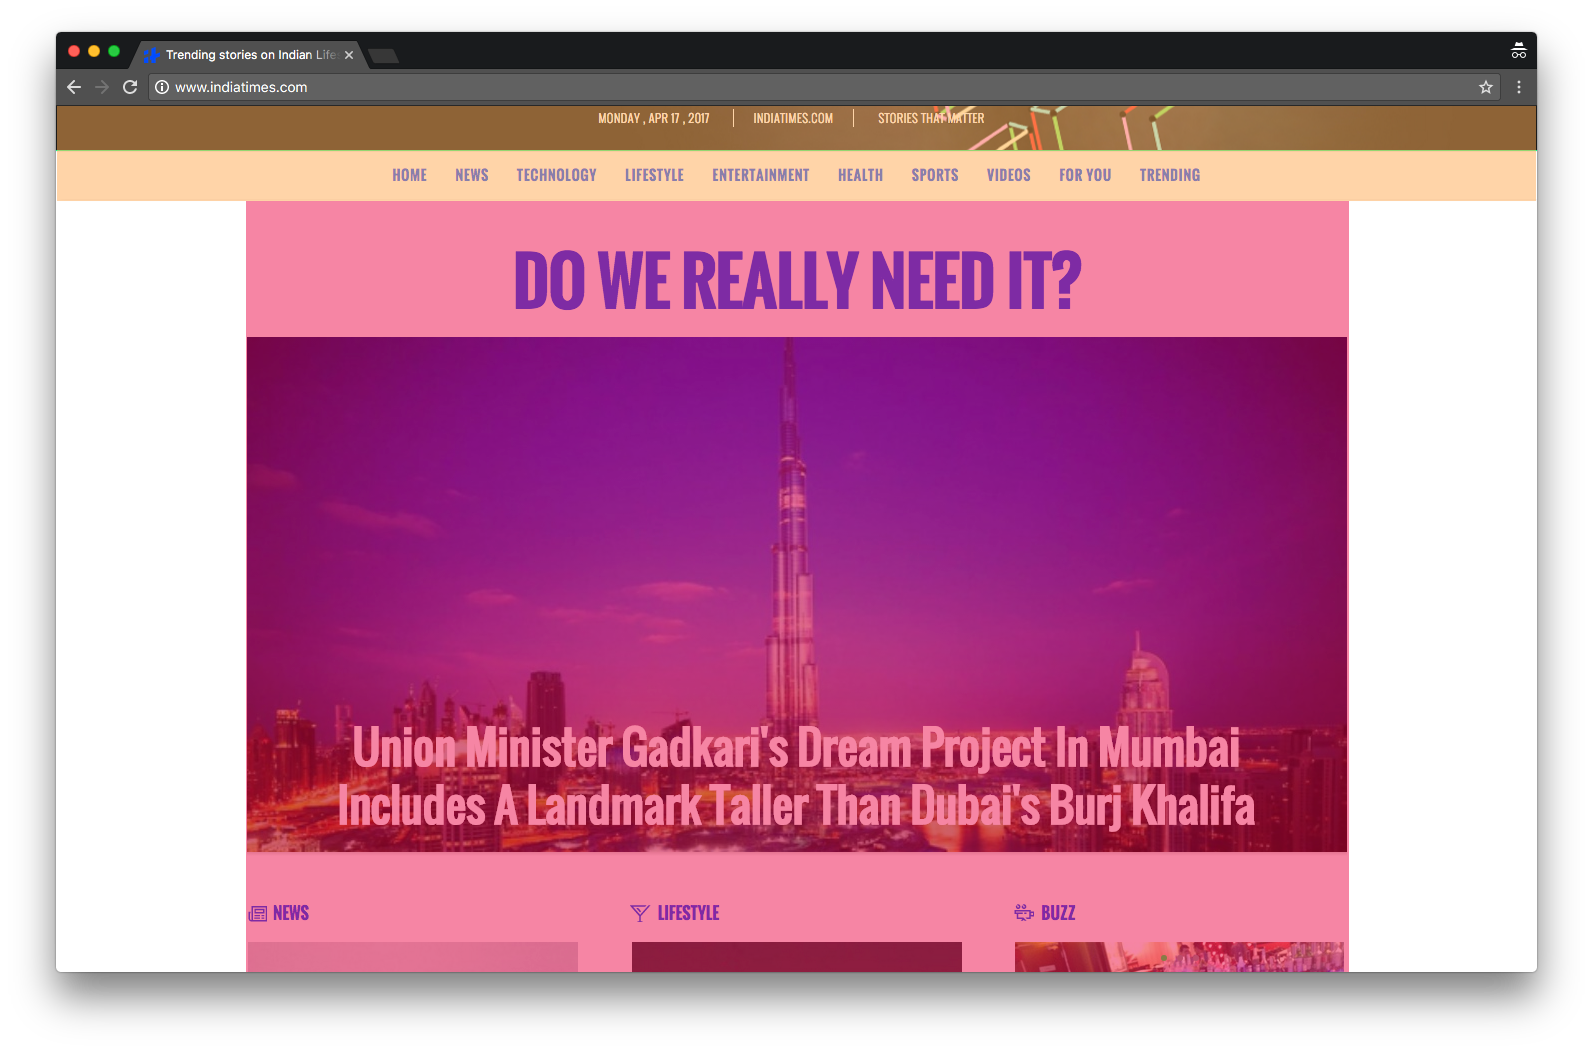 Trending stories on Indian Life
www.indiatimes.com
MONDAY , APR 17 , 2017 INDIATIMES.COM STORIES THAT MATTER
HOME NEWS TECHNOLOGY LIFESTYLE ENTERTAINMENT HEALTH SPORTS VIDEOS FOR YOU TRENDING
DO WE REALLY NEED IT?
Union Minister Gadkari's Dream Project In Mumbai
Includes A Landmark Taller Than Dubai's Burj Khalifa
NEWS LIFESTYLE BUZZ